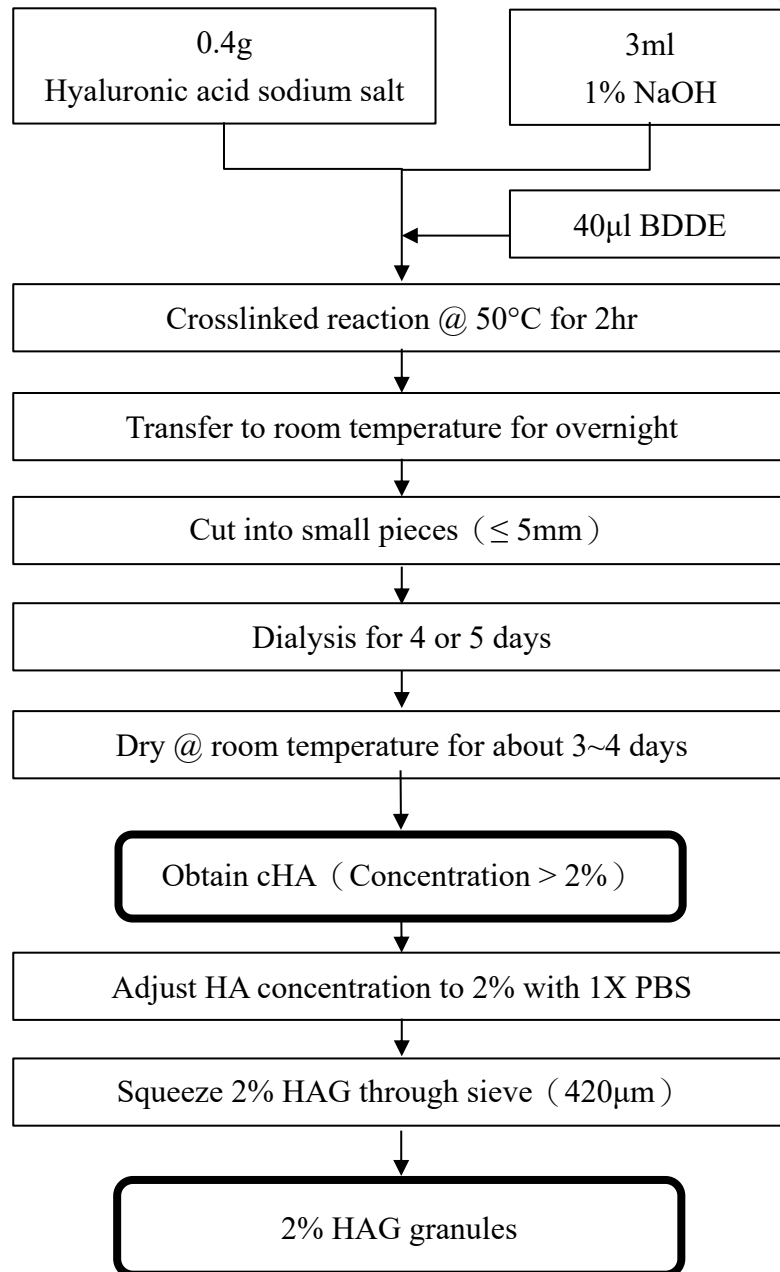 0.4g
Hyaluronic acid sodium salt
3ml
1% NaOH
40μl BDDE
Crosslinked reaction @ 50°C for 2hr
Transfer to room temperature for overnight
Cut into small pieces（≤ 5mm）
Dialysis for 4 or 5 days
Dry @ room temperature for about 3~4 days
Obtain cHA（Concentration > 2%）
Adjust HA concentration to 2% with 1X PBS
Squeeze 2% HAG through sieve（420μm）
2% HAG granules